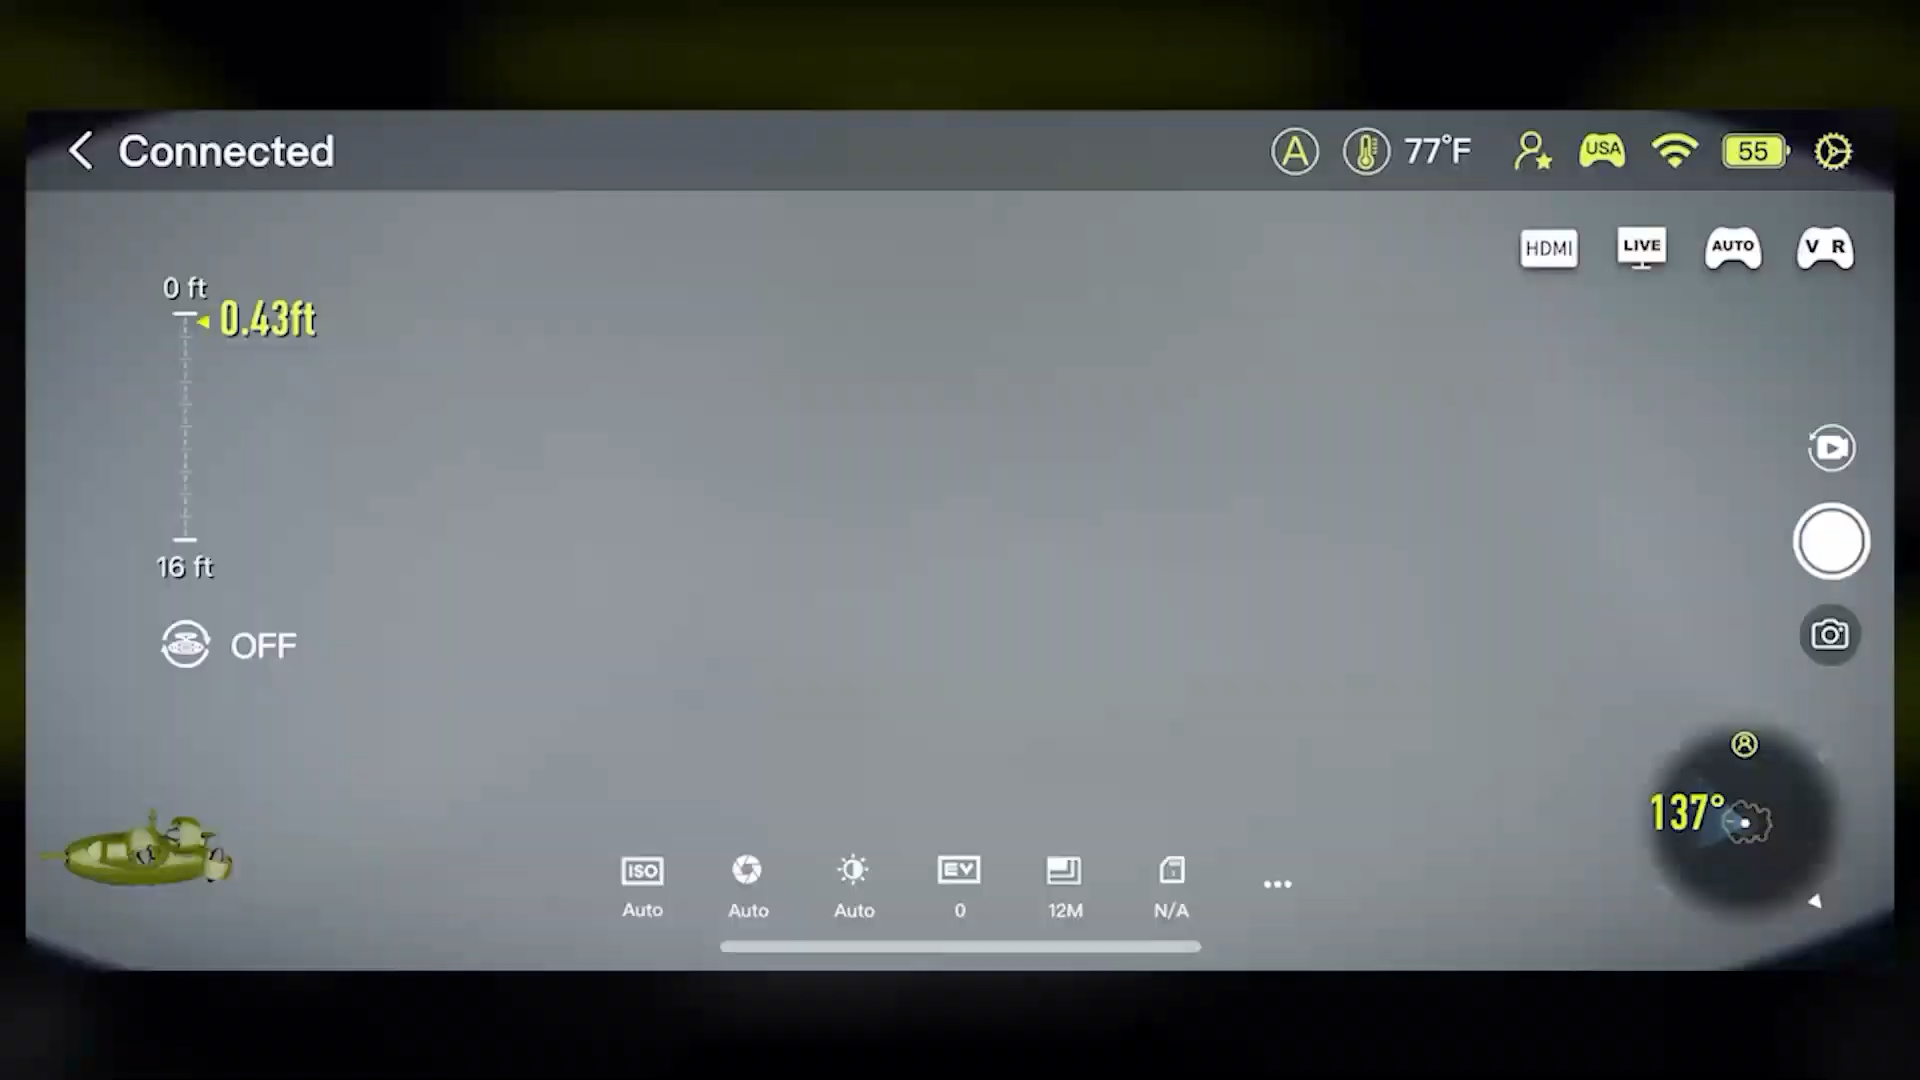 Connected
A
77°F
USA
55
HDMI
LIVE
AUTO
V R
0 ft
0.43ft
16 ft
OFF
137°
ISO
EV
Auto
Auto
Auto
0
12M
N/A